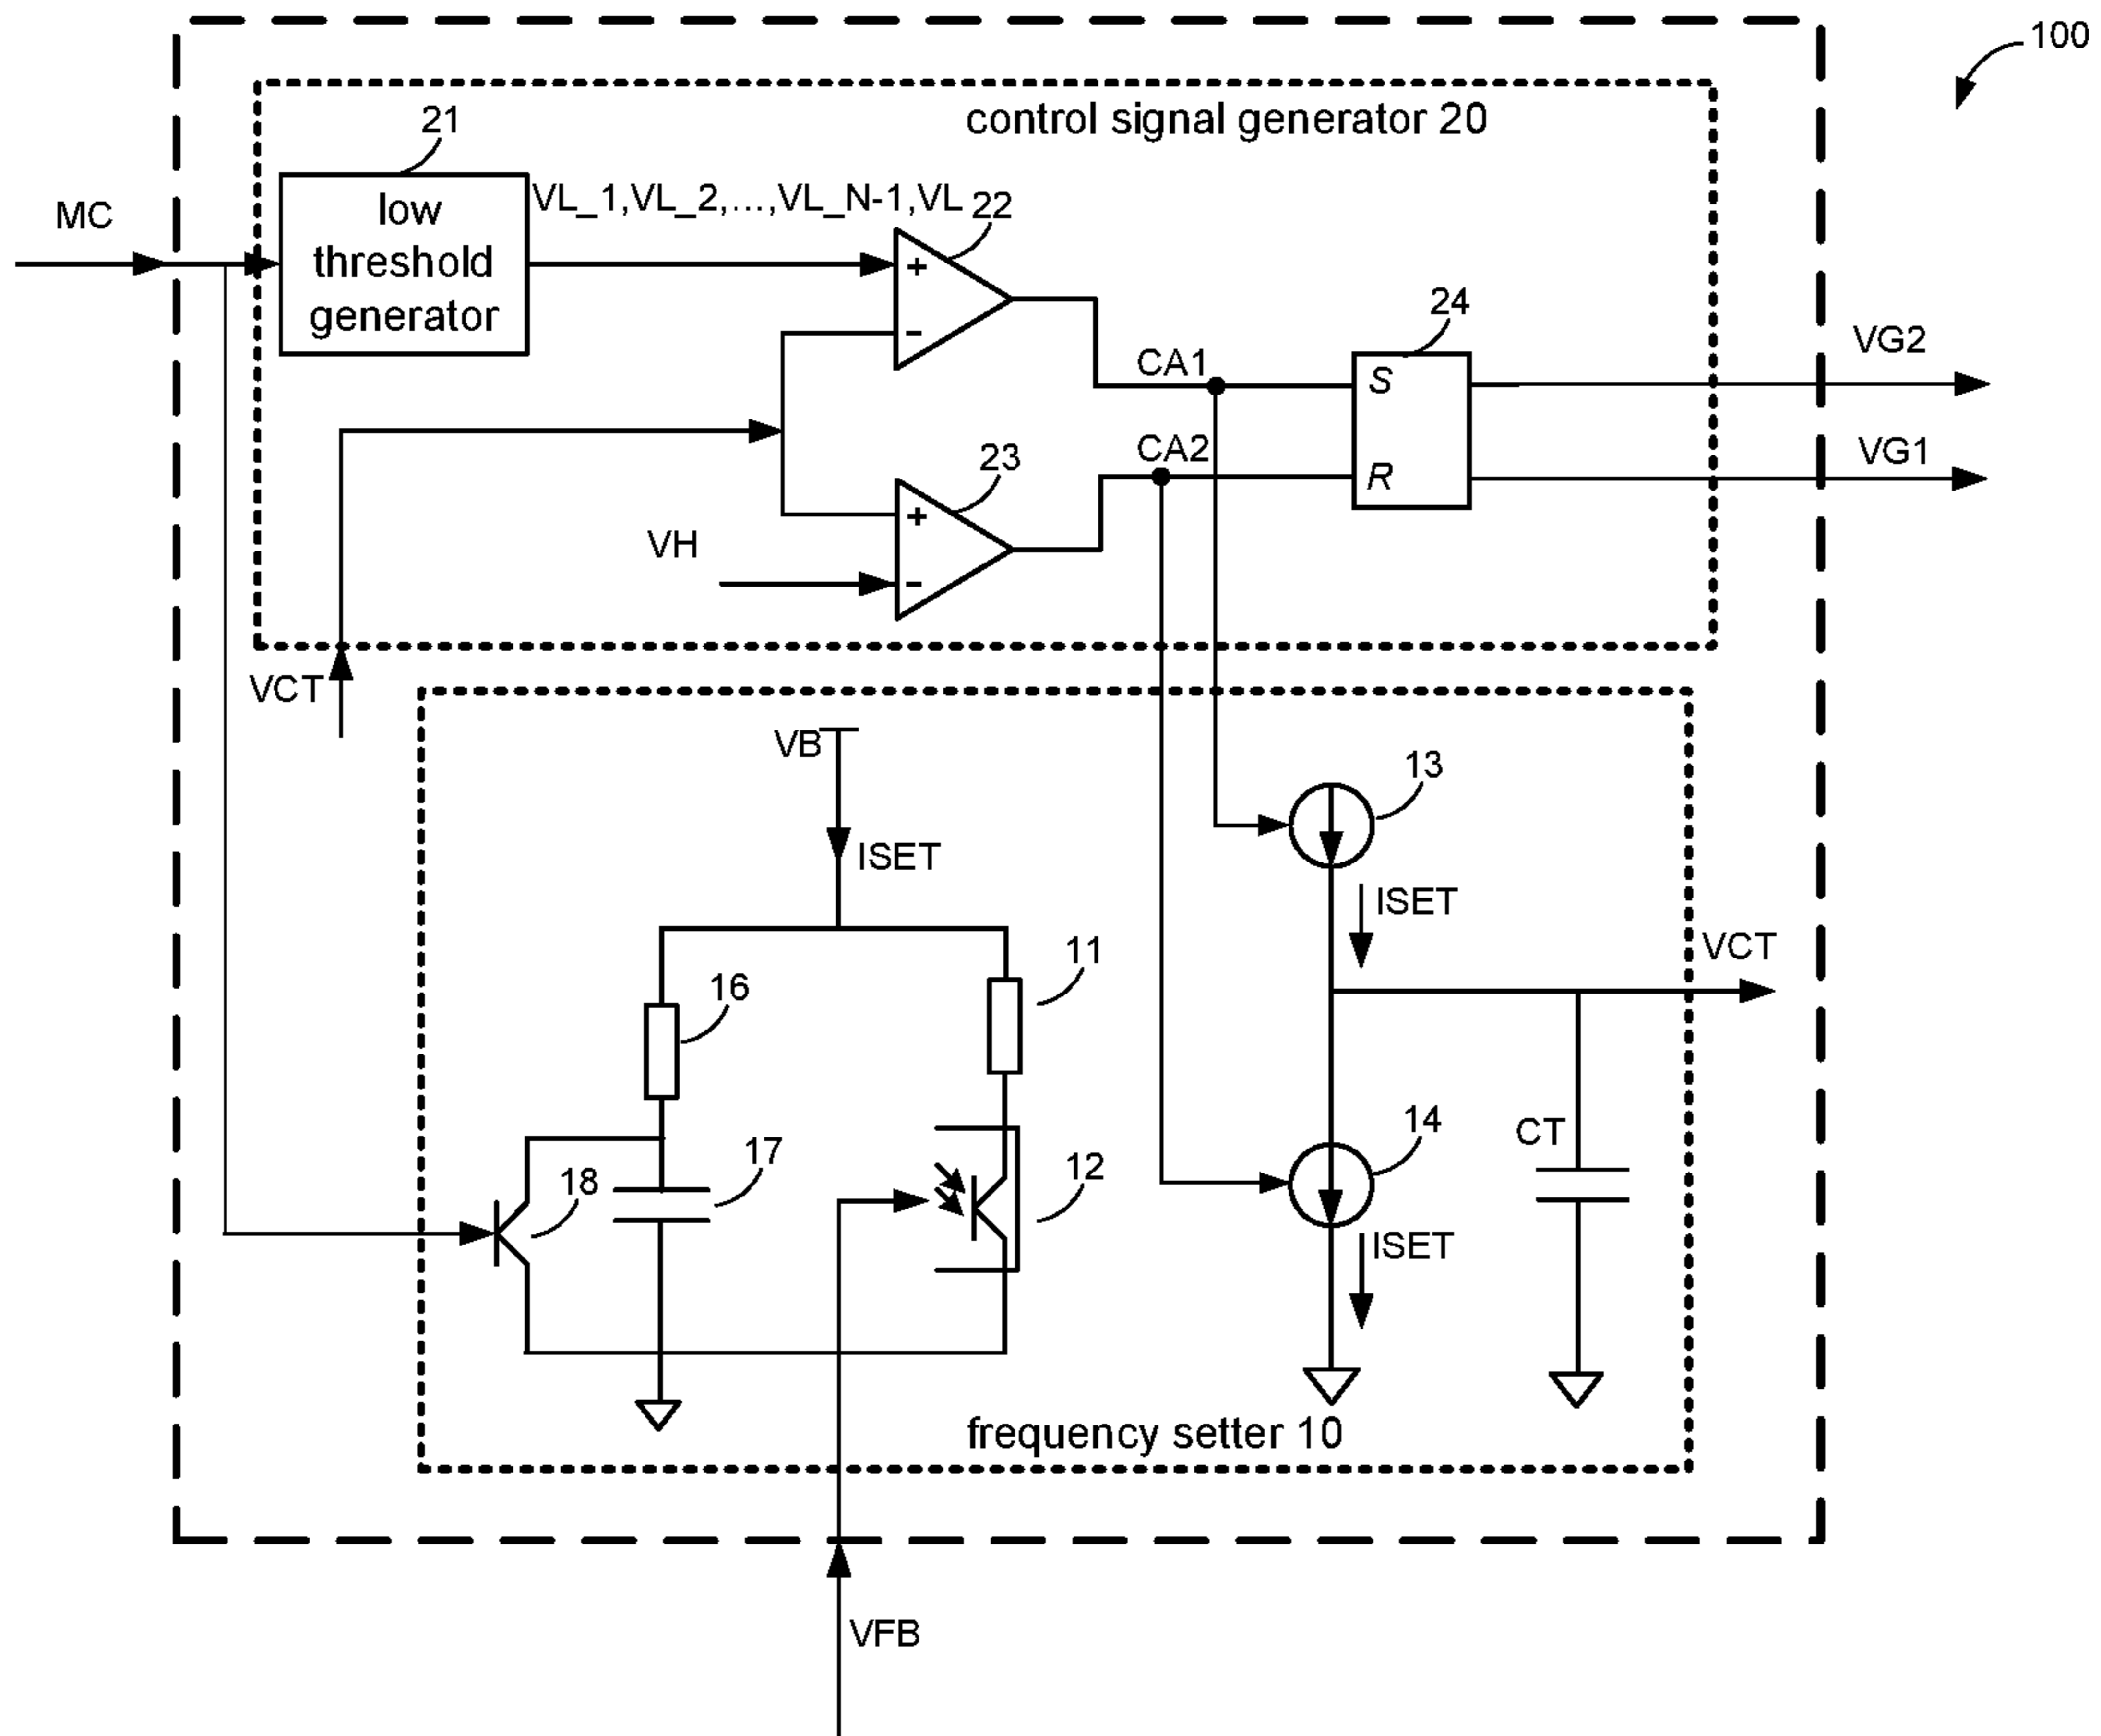 100
control signal generator 20
21
low
threshold
generator
MC
VL_1,VL_2,...,VL_N-1,VL
22
+
-
24
CA1
S
VG2
CA2
R
VG1
23
+
VH
-
VCT
VB
ISET
13
ISET
VCT
11
16
14
CT
17
12
18
ISET
frequency setter 10
VFB